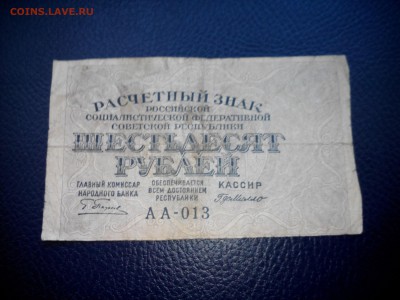 COINS.LAVE.RU
РАСЧЕТНЫЙ ЗНАК
РОССИЙСКОЙ
СОЦИАЛИСТИЧЕСКОЙ ФЕДЕРАТИВНОЙ
СОВЕТСКОЙ РЕСПУБЛИКИ
ШЕСТЬДЕСЯТ
РУБЛЕЙ
ГЛАВНЫЙ КОМИССАР НАРОДНОГО БАНКА
ОБЕСПЕЧИВАЕТСЯ ВСЕМ ДОСТОЯНИЕМ РЕСПУБЛИКИ
КАССИР
АА-013